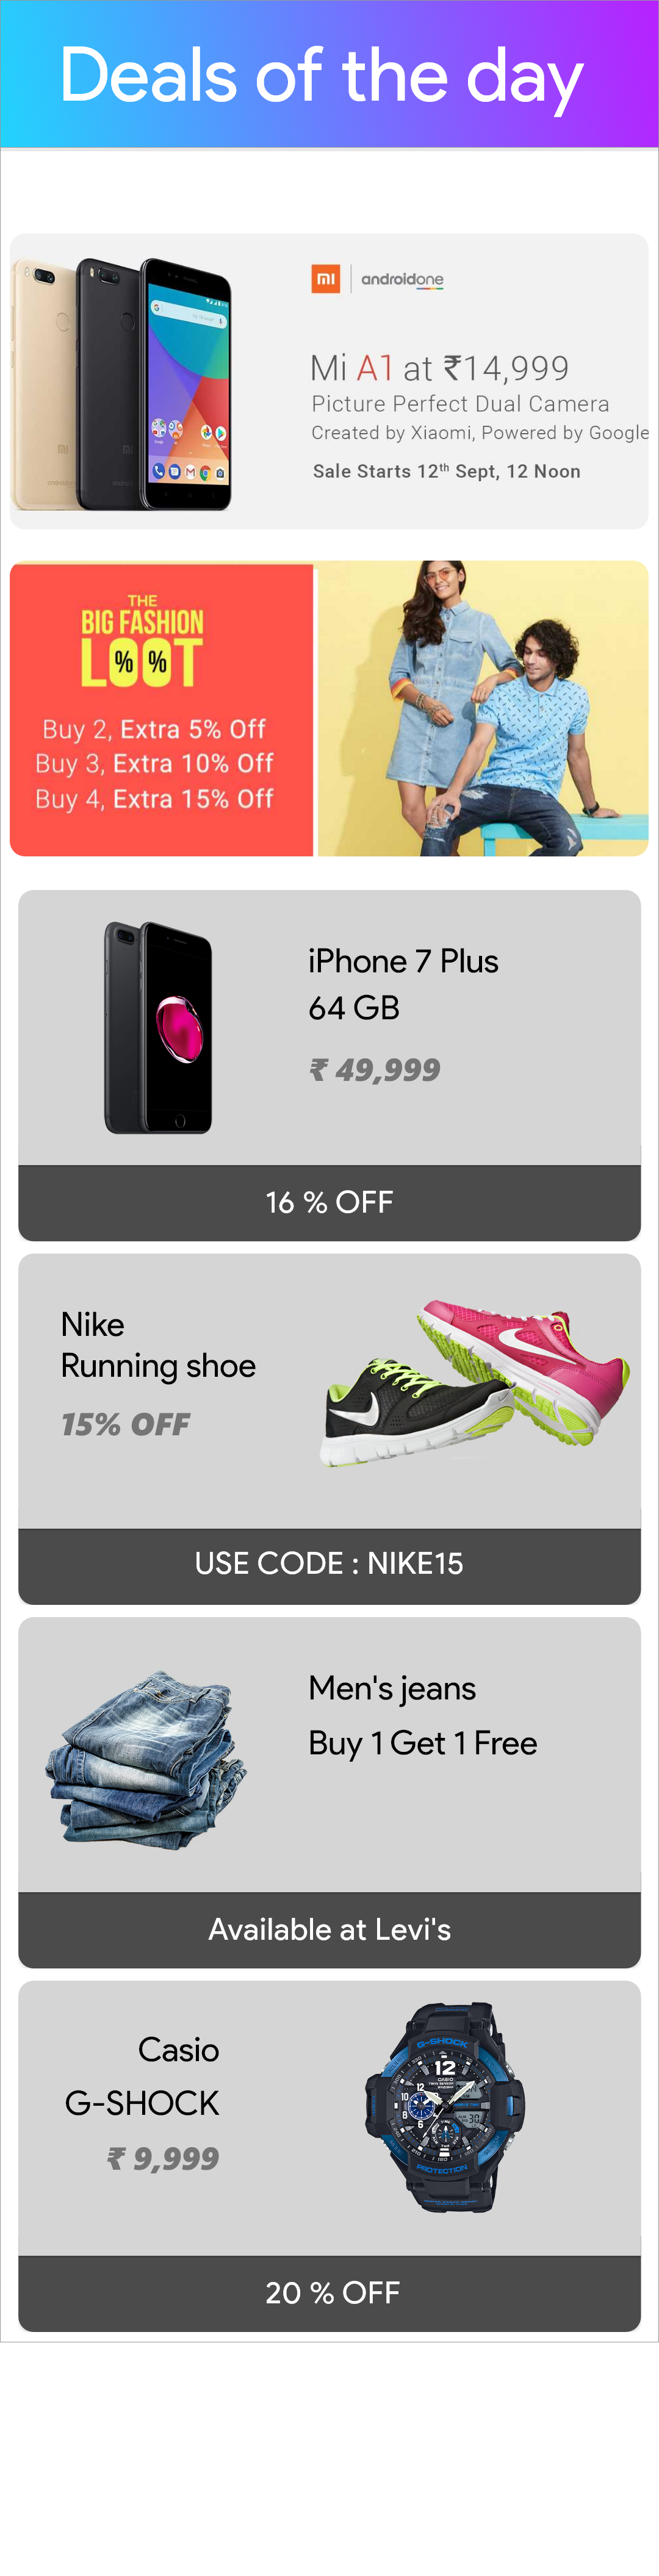 Deals of the day
mi | androidone
Mi A1 at ₹14,999
Picture Perfect Dual Camera
Created by Xiaomi, Powered by Google
Sale Starts 12th Sept, 12 Noon
THE
BIG FASHION
L%%T
Buy 2, Extra 5% Off
Buy 3, Extra 10% Off
Buy 4, Extra 15% Off
iPhone 7 Plus
64 GB
₹ 49,999
16 % OFF
Nike
Running shoe
15% OFF
USE CODE : NIKE15
Men's jeans
Buy 1 Get 1 Free
Available at Levi's
Casio
G-SHOCK
₹ 9,999
G-SHOCK
12
CASIO
PROTECTION
20 % OFF